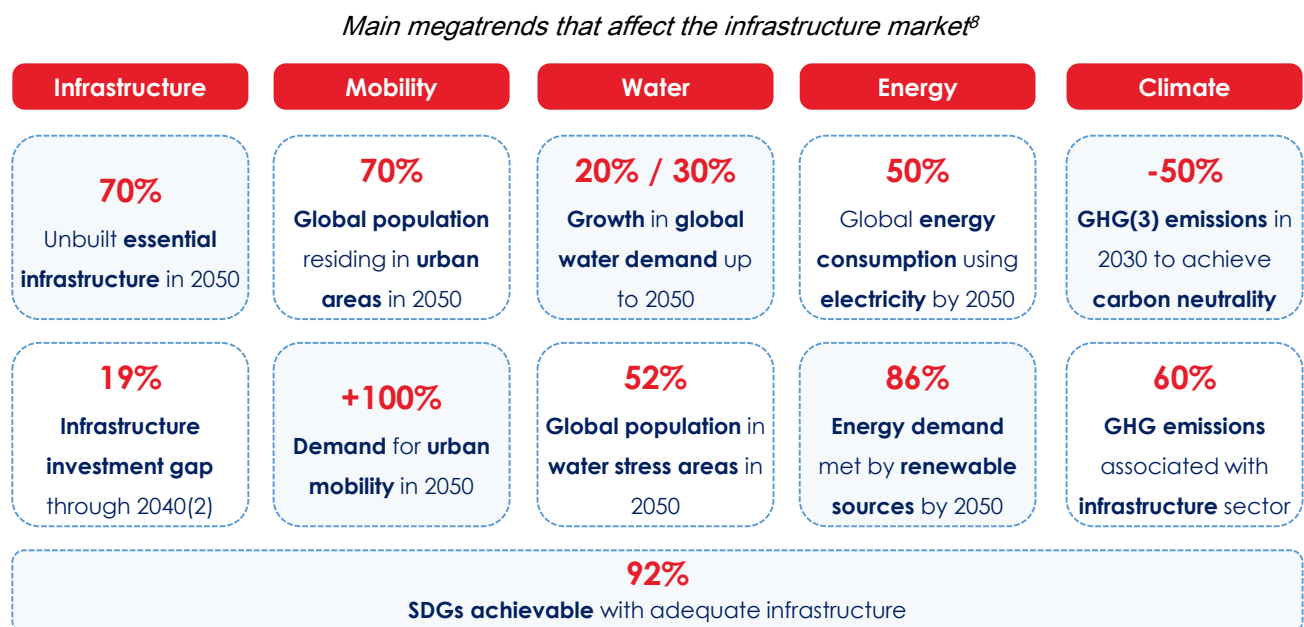 Main megatrends that affect the infrastructure market8
Infrastructure
Mobility
Water
Energy
Climate
70%
Unbuilt essential
infrastructure in 2050
70%
Global population
residing in urban
areas in 2050
20% / 30%
Growth in global
water demand up
to 2050
50%
Global energy
consumption using
electricity by 2050
-50%
GHG(3) emissions in
2030 to achieve
carbon neutrality
19%
Infrastructure
investment gap
through 2040(2)
+100%
Demand for urban
mobility in 2050
52%
Global population in
water stress areas in
2050
86%
Energy demand
met by renewable
sources by 2050
60%
GHG emissions
associated with
infrastructure sector
92%
SDGs achievable with adequate infrastructure